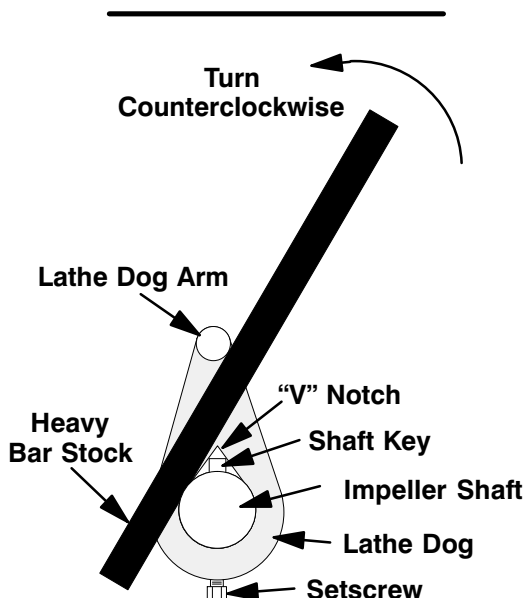 Turn
Counterclockwise
Lathe Dog Arm
“V” Notch
Heavy
Bar Stock
Shaft Key
Impeller Shaft
Lathe Dog
Setscrew